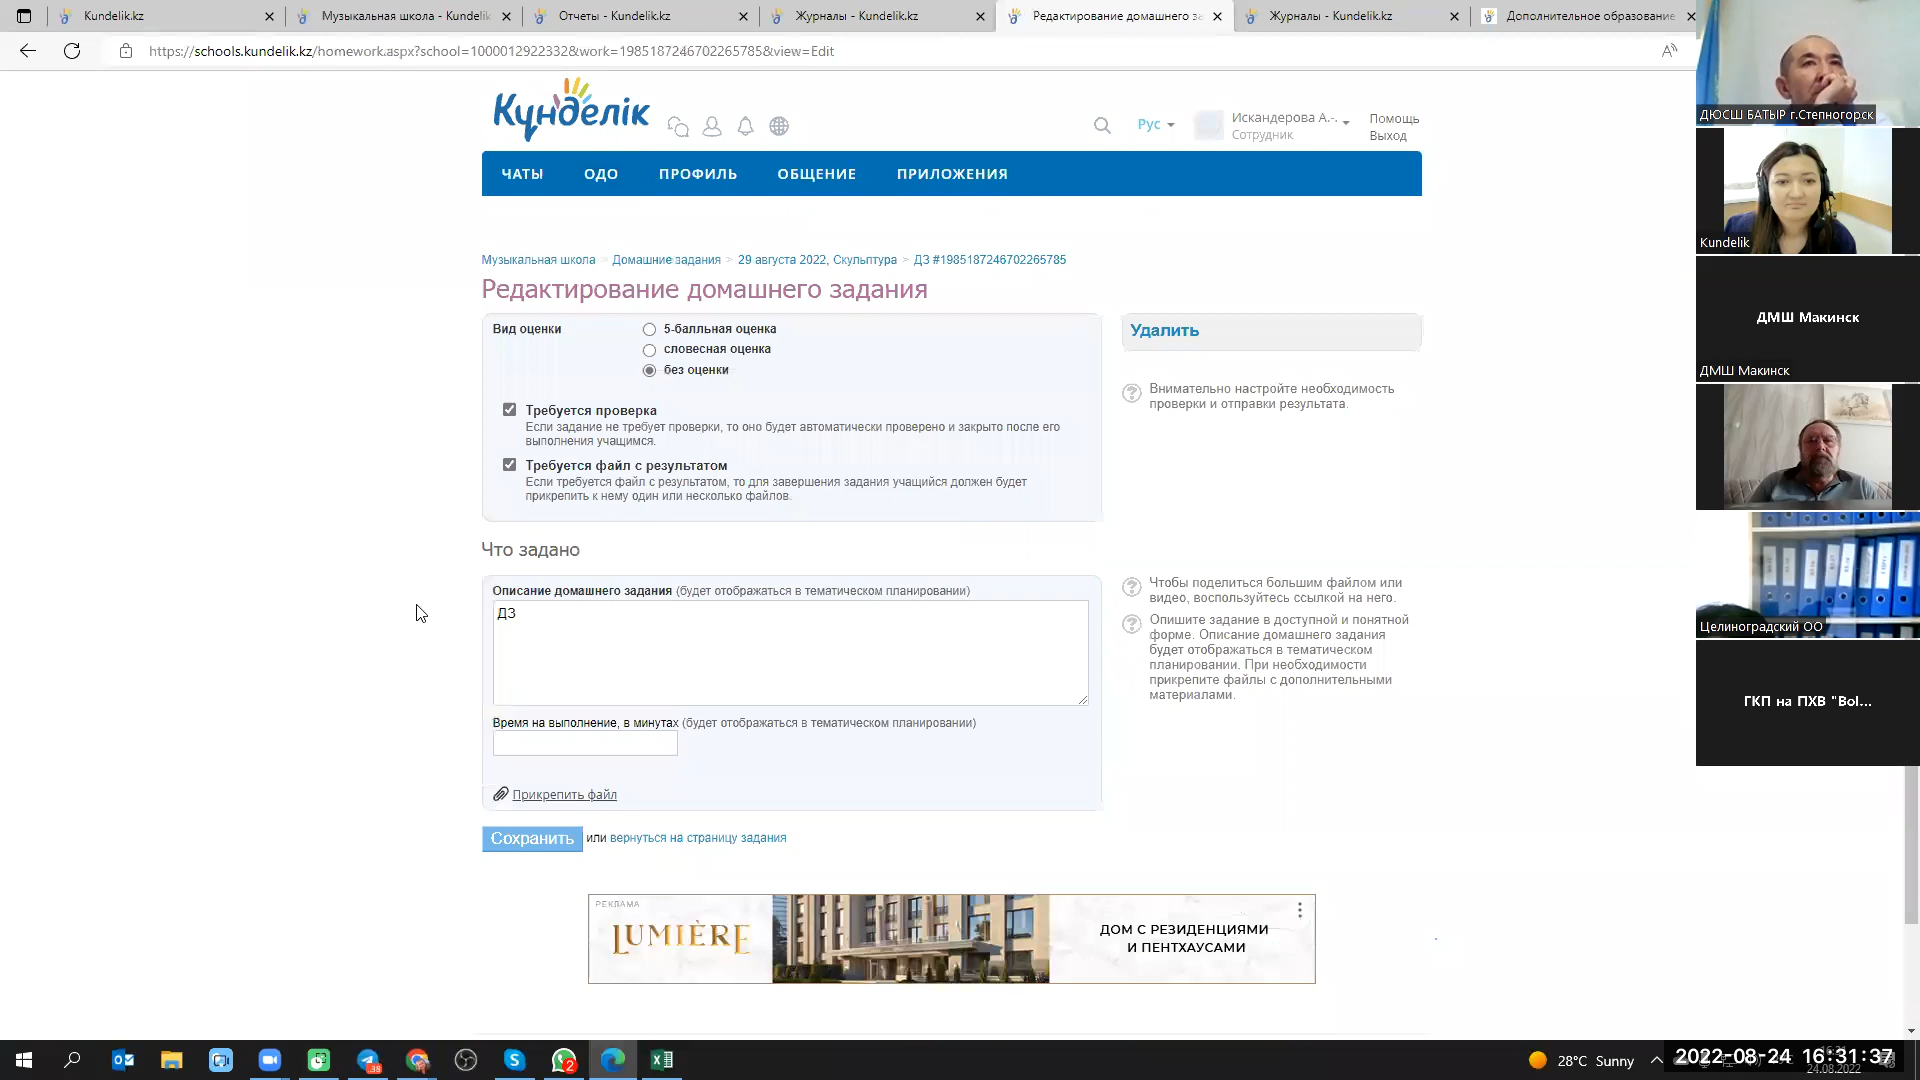 Kundelik.kz
Музыкальная школа - Kundelik
Отчеты - Kundelik.kz
Журналы - Kundelik.kz
Редактирование домашнего за
Журналы - Kundelik.kz
Дополнительное образование
https://schools.kundelik.kz/homework.aspx?school=1000012922332&work=1985187246702265785&view=Edit
Күнделік
Рус
Искандерова А.-.
Сотрудник
Помощь
Выход
ЧАТЫ
ОДО
ПРОФИЛЬ
ОБЩЕНИЕ
ПРИЛОЖЕНИЯ
Музыкальная школа > Домашние задания > 29 августа 2022, Скульптура > ДЗ #1985187246702265785
Редактирование домашнего задания
Вид оценки
5-балльная оценка
словесная оценка
без оценки
Требуется проверка
Если задание не требует проверки, то оно будет автоматически проверено и закрыто после его
выполнения учащимся.
Требуется файл с результатом
Если требуется файл с результатом, то для завершения задания учащийся должен будет
прикрепить к нему один или несколько файлов.
Удалить
Внимательно настройте необходимость
проверки и отправки результата.
Что задано
Описание домашнего задания (будет отображаться в тематическом планировании)
ДЗ
Время на выполнение, в минутах (будет отображаться в тематическом планировании)
Прикрепить файл
Чтобы поделиться большим файлом или
видео, воспользуйтесь ссылкой на него.
Опишите задание в доступной и понятной
форме. Описание домашнего задания
будет отображаться в тематическом
планировании. При необходимости
прикрепите файлы с дополнительными
материалами.
Сохранить или вернуться на страницу задания
РЕКЛАМА
LUMIÈRE
ДОМ С РЕЗИДЕНЦИЯМИ
И ПЕНТХАУСАМИ
ДЮСШ БАТЫР г.Степногорск
Kundelik
ДМШ Макинск
ДМШ Макинск
Целиноградский ОО
ГКП на ПХВ "Bol...
38
2
28°C Sunny
2022-08-24 16:31:37
24.08.2022